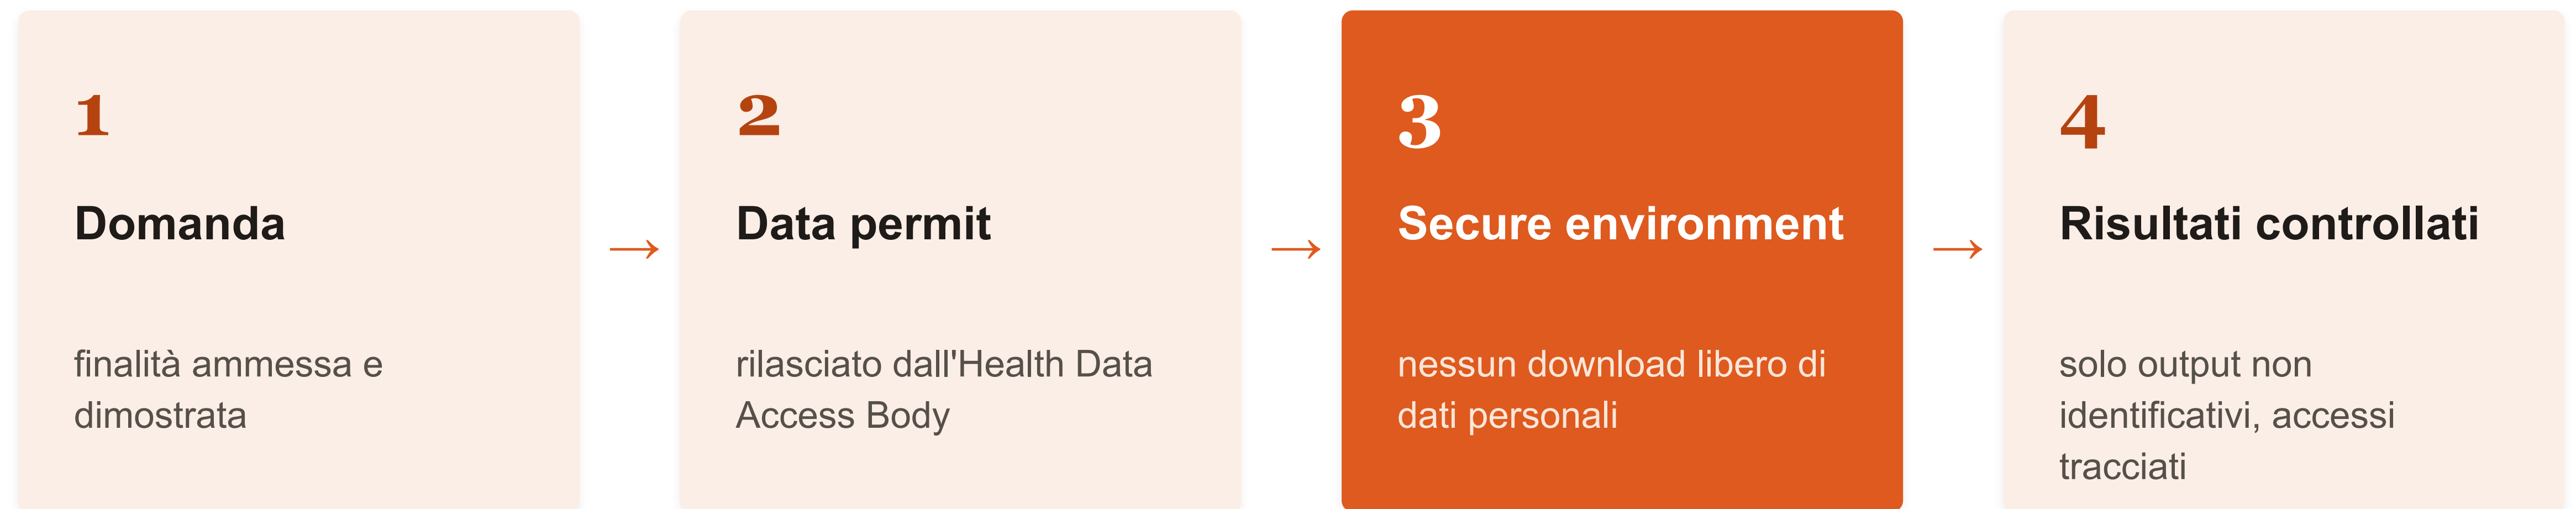 1
Domanda
finalità ammessa e
dimostrata
→
2
Data permit
rilasciato dall'Health Data
Access Body
→
3
Secure environment
nessun download libero di
dati personali
→
4
Risultati controllati
solo output non
identificativi, accessi
tracciati